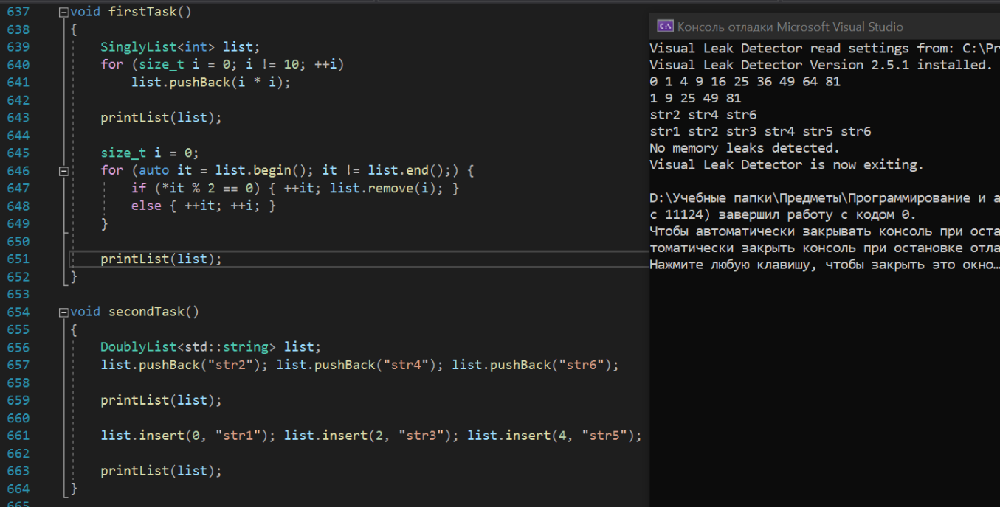 637 void firstTask()
638 {
639 SinglyList<int> list;
640 for (size_t i = 0; i != 10; ++i)
641 list.pushBack(i * i);
642
643 printList(list);
644
645 size_t i = 0;
646 for (auto it = list.begin(); it != list.end();) {
647 if (*it % 2 == 0) { ++it; list.remove(i); }
648 else { ++it; ++i; }
649 }
650
651 printList(list);
652 }
653
654 void secondTask()
655 {
656 DoublyList<std::string> list;
657 list.pushBack("str2"); list.pushBack("str4"); list.pushBack("str6");
658
659 printList(list);
660
661 list.insert(0, "str1"); list.insert(2, "str3"); list.insert(4, "str5");
662
663 printList(list);
664 }
665
Консоль отладки Microsoft Visual Studio
Visual Leak Detector read settings from: C:\Pr
Visual Leak Detector Version 2.5.1 installed.
0 1 4 9 16 25 36 49 64 81
1 9 25 49 81
str2 str4 str6
str1 str2 str3 str4 str5 str6
No memory leaks detected.
Visual Leak Detector is now exiting.
D:\Учебные папки\Предметы\Программирование и а
с 11124) завершил работу с кодом 0.
Чтобы автоматически закрывать консоль при оста
томатически закрыть консоль при остановке отла
Нажмите любую клавишу, чтобы закрыть это окно…